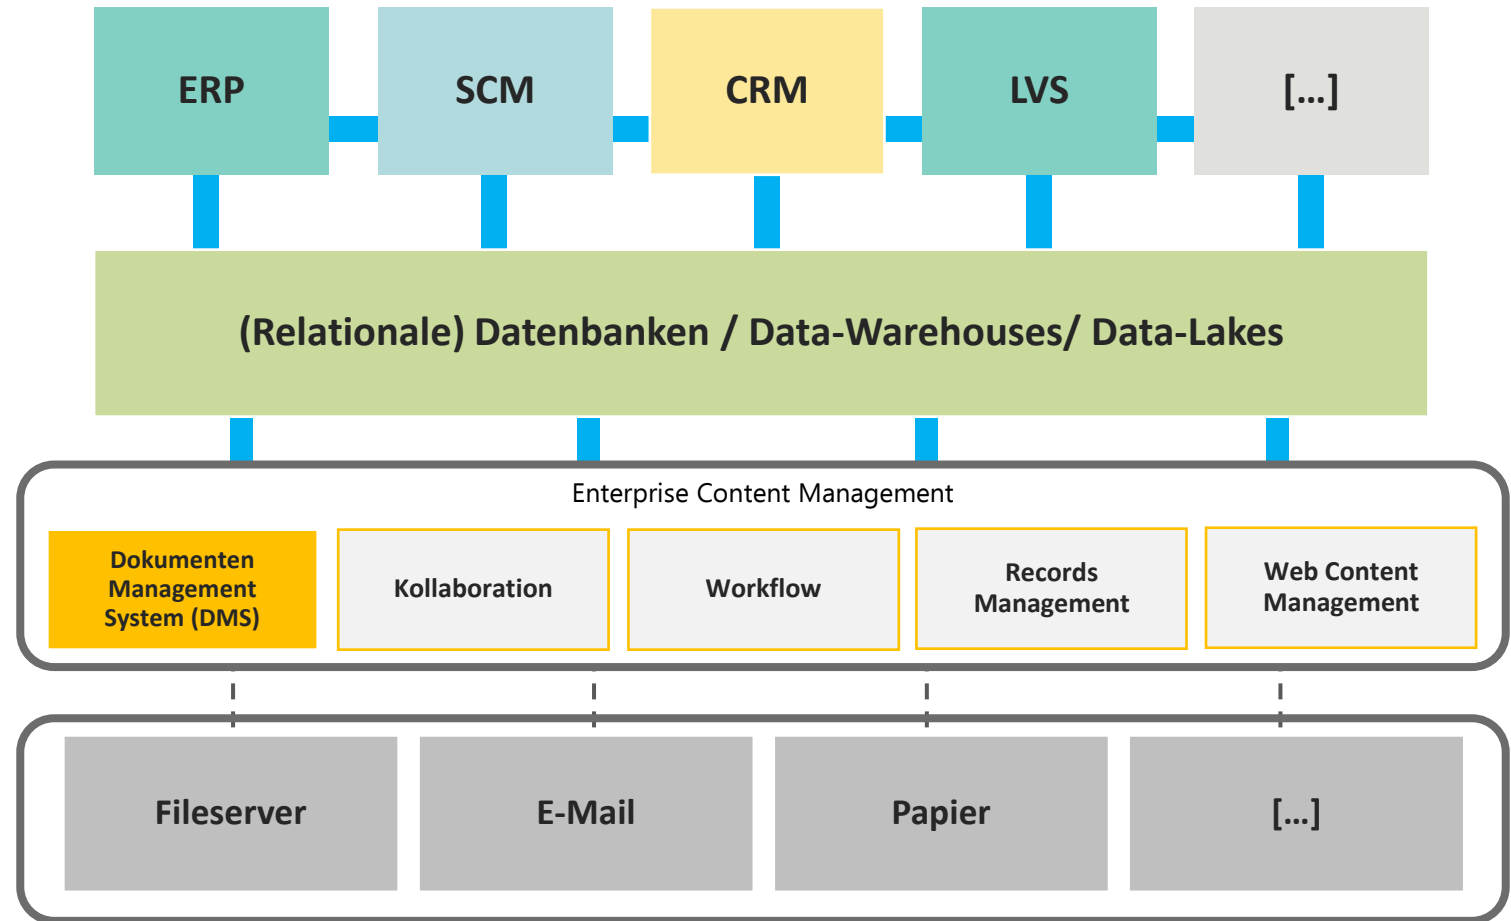 ERP
SCM
CRM
LVS
[…]
(Relationale) Datenbanken / Data-Warehouses/ Data-Lakes
Enterprise Content Management
Dokumenten
Management
System (DMS)
Kollaboration
Workflow
Records
Management
Web Content
Management
Fileserver
E-Mail
Papier
[…]